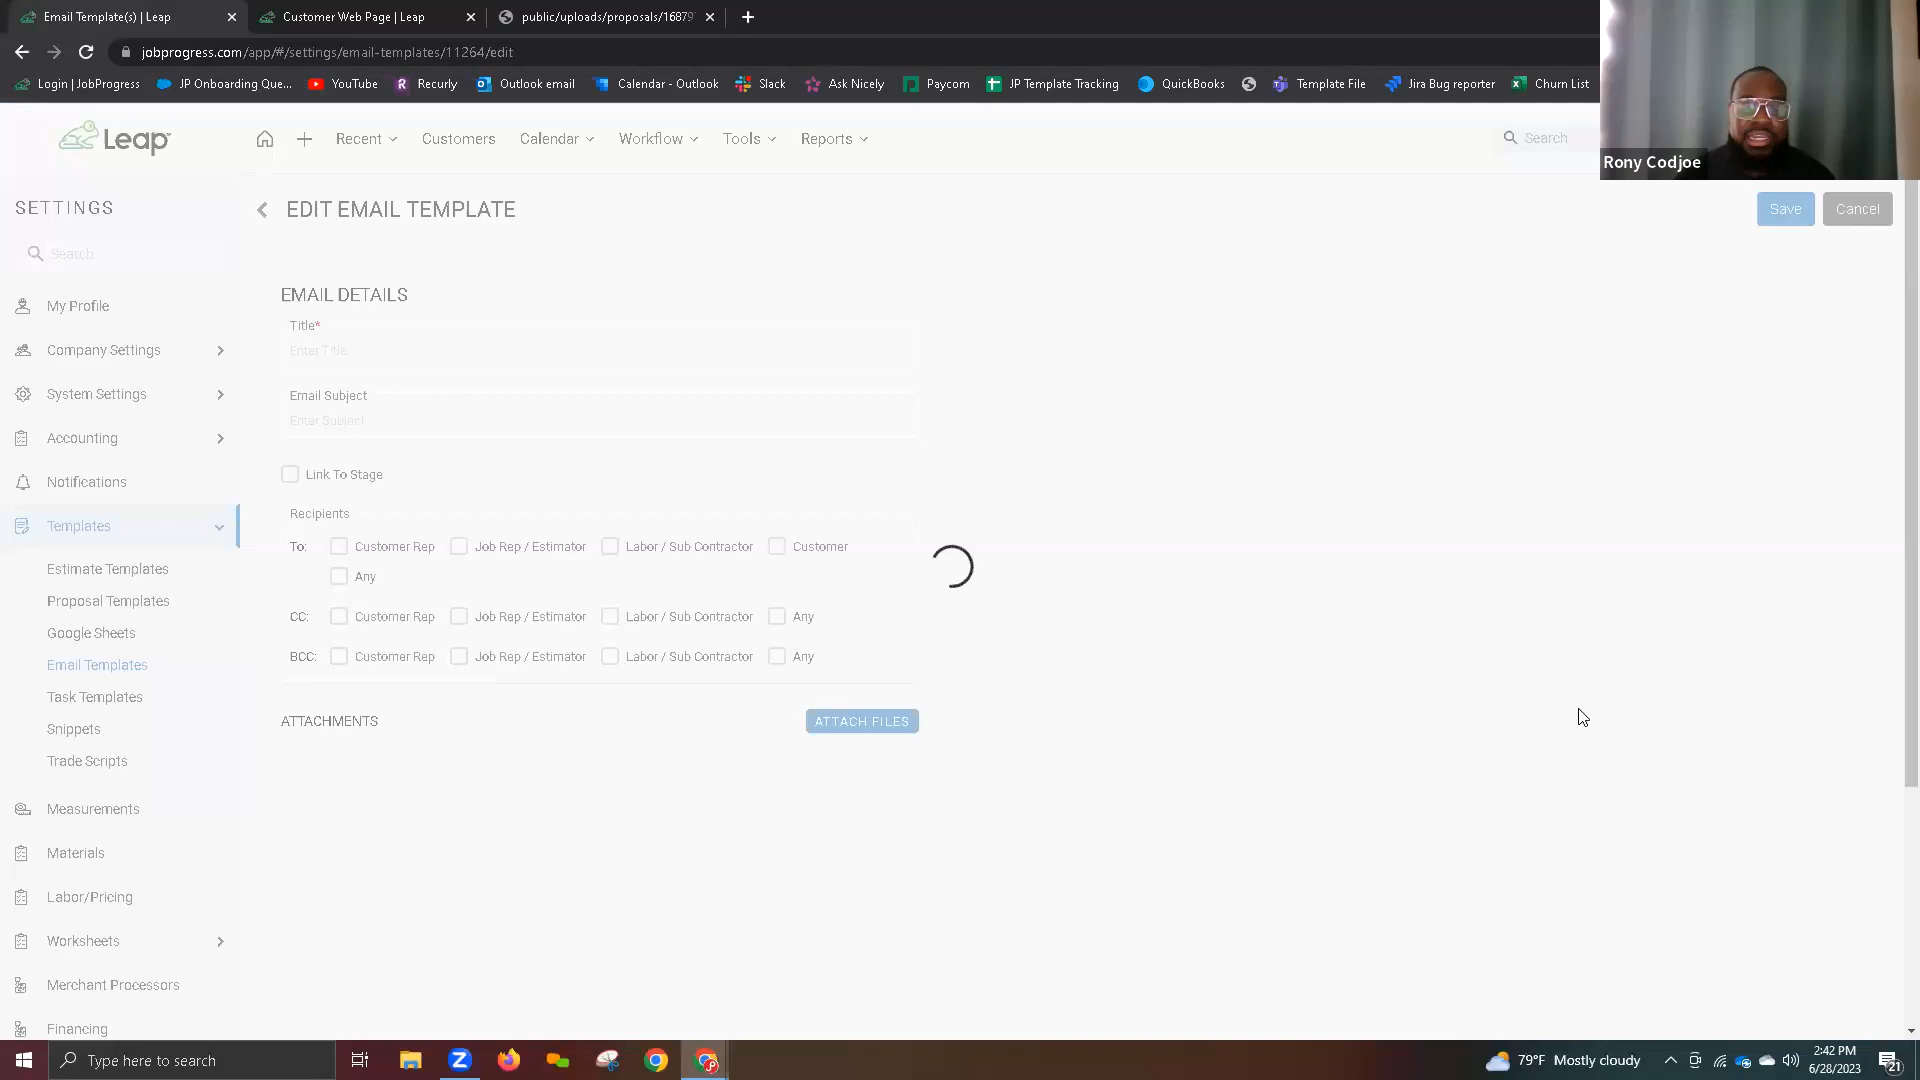 Email Template(s) | Leap
Customer Web Page | Leap
public/uploads/proposals/16879
jobprogress.com/app/#/settings/email-templates/11264/edit
Login | JobProgress
JP Onboarding Que...
YouTube
Recurly
Outlook email
Calendar - Outlook
Slack
Ask Nicely
Paycom
JP Template Tracking
QuickBooks
Template File
Jira Bug reporter
Churn List
Rony Codjoe
Leap
Recent
Customers
Calendar
Workflow
Tools
Reports
Search
SETTINGS
Search
My Profile
Company Settings
System Settings
Accounting
Notifications
Templates
Estimate Templates
Proposal Templates
Google Sheets
Email Templates
Task Templates
Snippets
Trade Scripts
Measurements
Materials
Labor/Pricing
Worksheets
Merchant Processors
Financing
EDIT EMAIL TEMPLATE
Save
Cancel
EMAIL DETAILS
Title*
Enter Title
Email Subject
Enter Subject
Link To Stage
Recipients
To: Customer Rep Job Rep / Estimator Labor / Sub Contractor Customer
Any
CC: Customer Rep Job Rep / Estimator Labor / Sub Contractor Any
BCC: Customer Rep Job Rep / Estimator Labor / Sub Contractor Any
ATTACHMENTS
ATTACH FILES
Type here to search
79°F Mostly cloudy
2:42 PM
6/28/2023
21